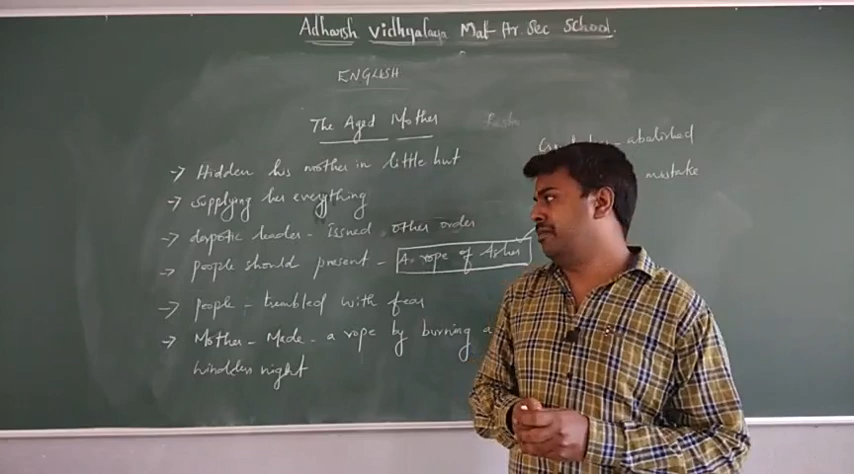 Adharsh Vidhyalaya Mat Hr Sec School.
ENGLISH
The Aged Mother
abolished
mistake
→ Hidden his mother in little hut
→ supplying her everything
→ despotic leader - Issued other order
→ people should present - A rope of Ashes
→ people - trembled with fear
→ Mother - Made - a rope by burning a
night